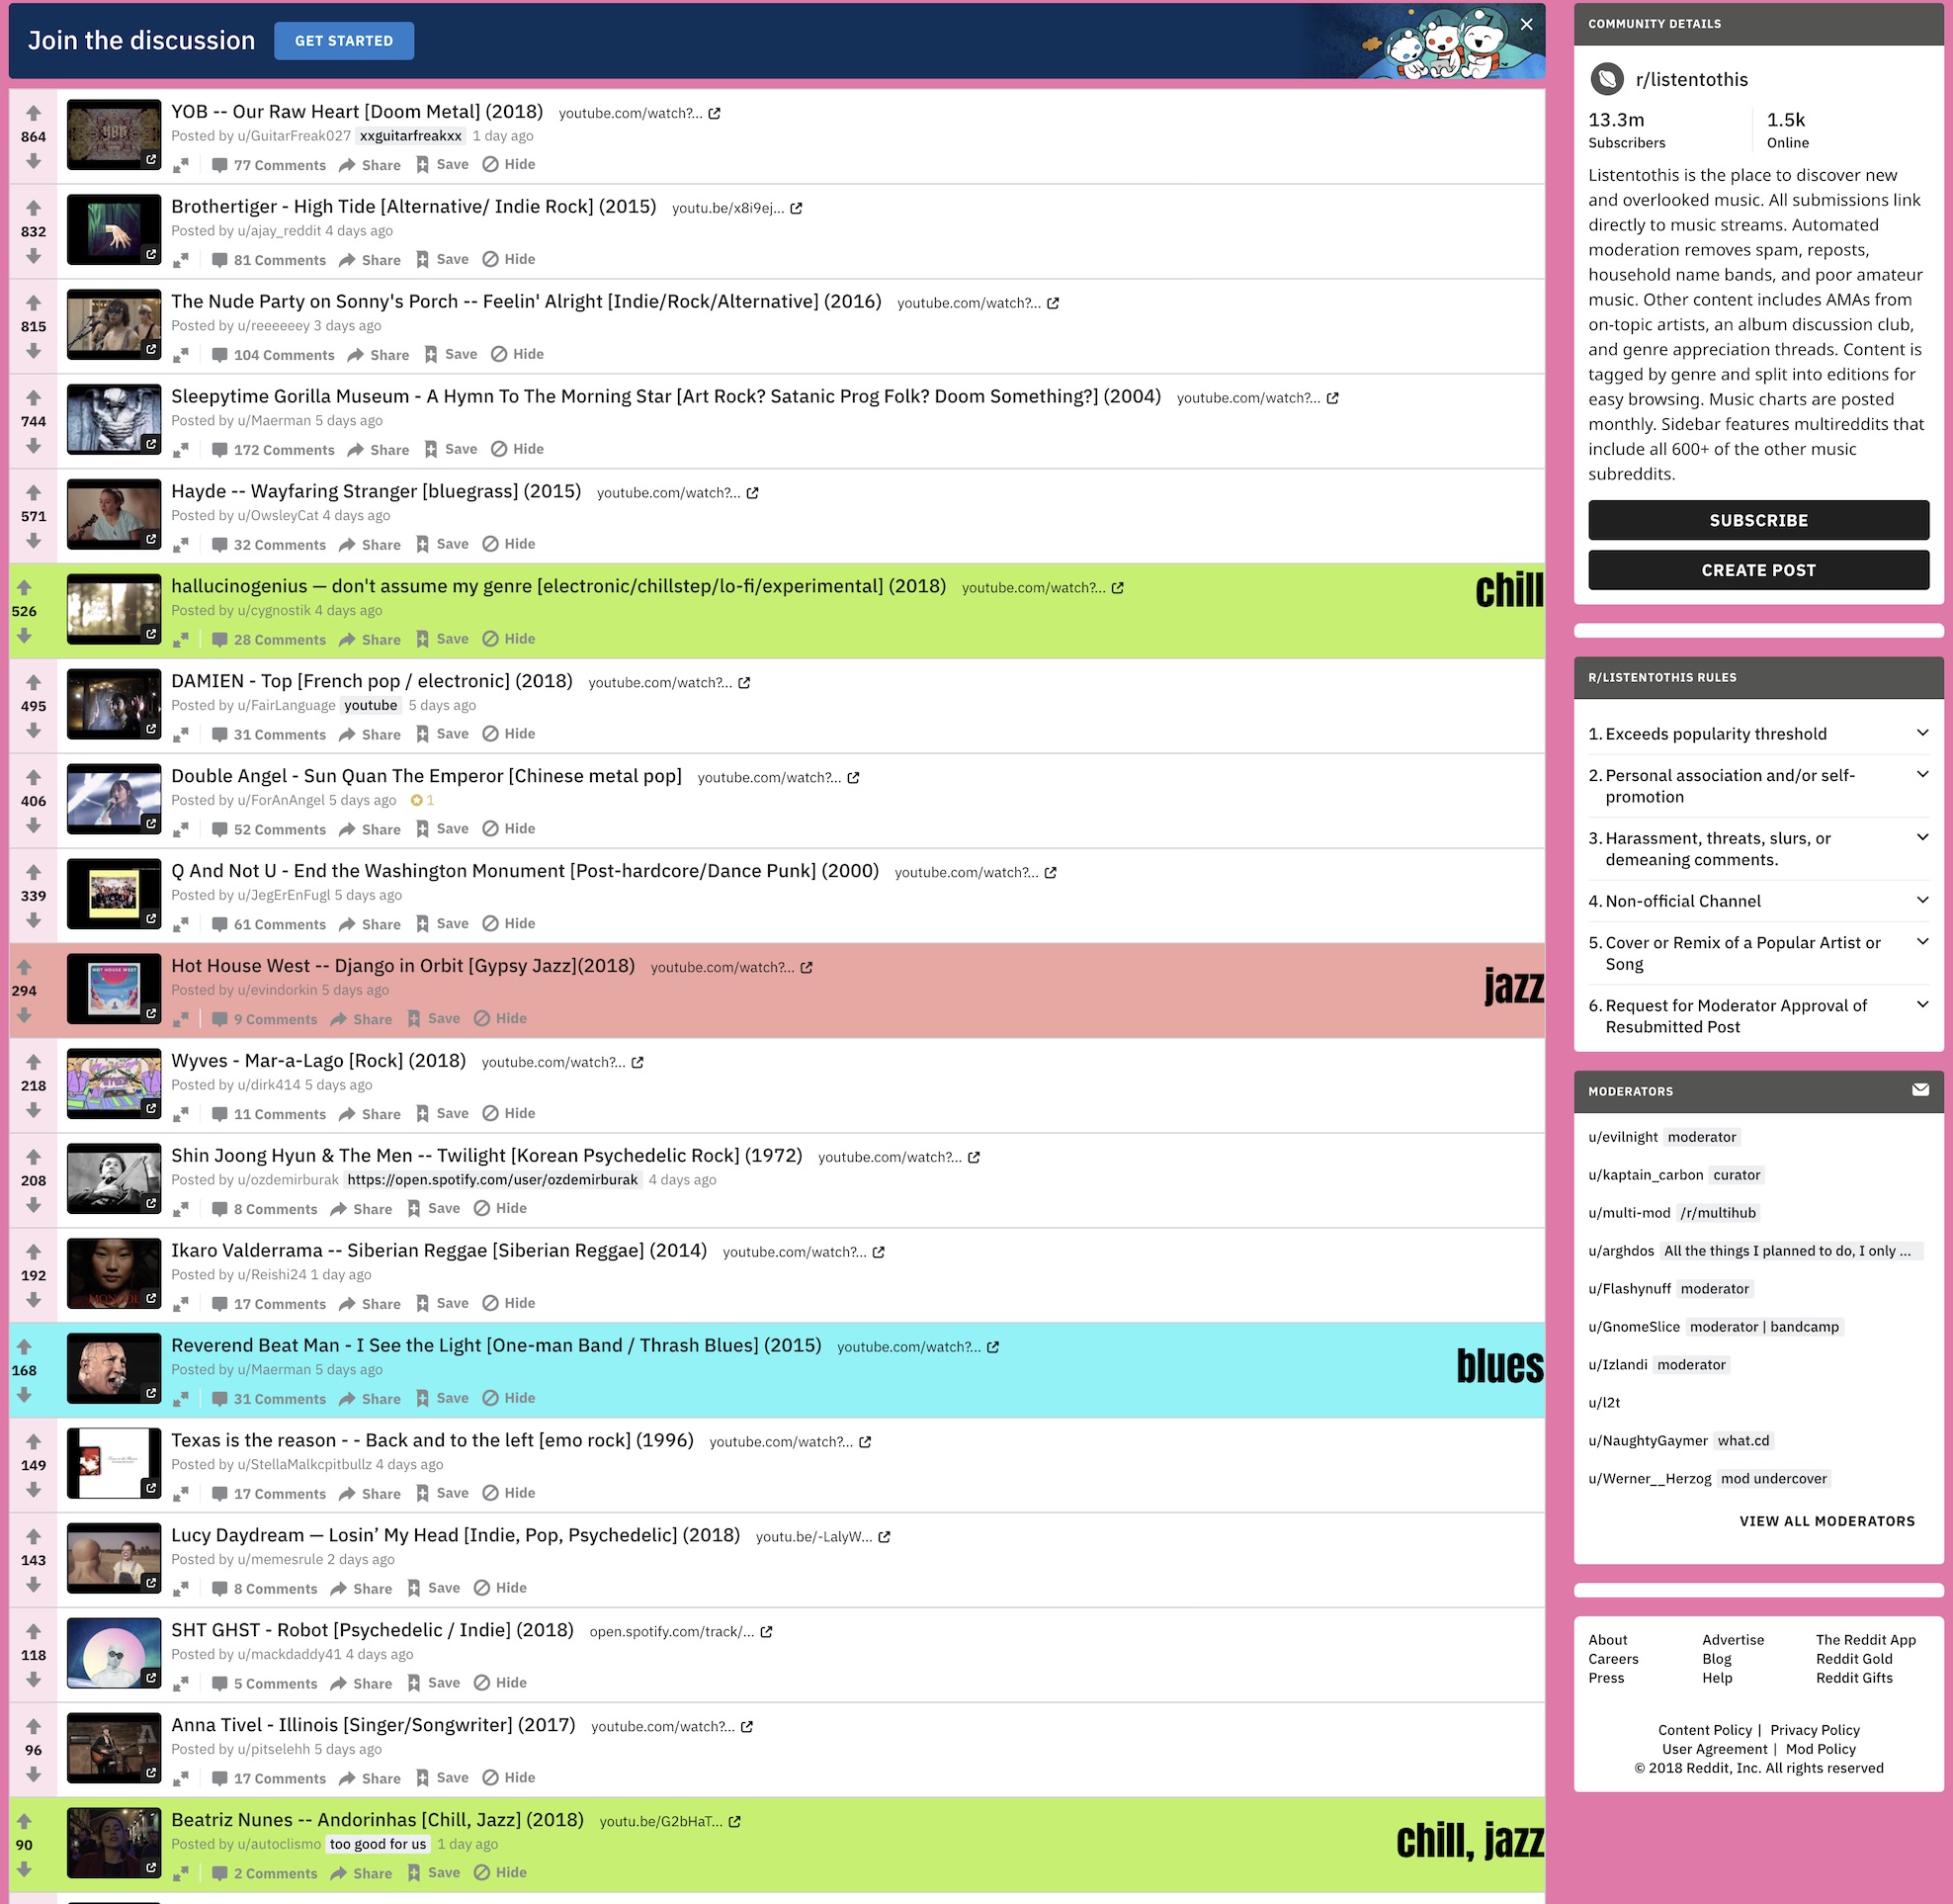 Join the discussion GET STARTED
864
YOB -- Our Raw Heart [Doom Metal] (2018) youtube.com/watch?...
Posted by u/GuitarFreak027 xxguitarfreakxx 1 day ago
77 Comments Share Save Hide
832
Brothertiger - High Tide [Alternative/ Indie Rock] (2015) youtu.be/x8i9ej...
Posted by u/ajay_reddit 4 days ago
81 Comments Share Save Hide
815
The Nude Party on Sonny's Porch -- Feelin' Alright [Indie/Rock/Alternative] (2016) youtube.com/watch?...
Posted by u/reeeeeey 3 days ago
104 Comments Share Save Hide
744
Sleepytime Gorilla Museum - A Hymn To The Morning Star [Art Rock? Satanic Prog Folk? Doom Something?] (2004) youtube.com/watch?...
Posted by u/Maerman 5 days ago
172 Comments Share Save Hide
571
Hayde -- Wayfaring Stranger [bluegrass] (2015) youtube.com/watch?...
Posted by u/OwsleyCat 4 days ago
32 Comments Share Save Hide
526
hallucinogenius — don't assume my genre [electronic/chillstep/lo-fi/experimental] (2018) youtube.com/watch?...
chill
Posted by u/cygnostik 4 days ago
28 Comments Share Save Hide
495
DAMIEN - Top [French pop / electronic] (2018) youtube.com/watch?...
Posted by u/FairLanguage youtube 5 days ago
31 Comments Share Save Hide
406
Double Angel - Sun Quan The Emperor [Chinese metal pop] youtube.com/watch?...
Posted by u/ForAnAngel 5 days ago 1
52 Comments Share Save Hide
339
Q And Not U - End the Washington Monument [Post-hardcore/Dance Punk] (2000) youtube.com/watch?...
Posted by u/JegErEnFugl 5 days ago
61 Comments Share Save Hide
294
Hot House West -- Django in Orbit [Gypsy Jazz](2018) youtube.com/watch?...
jazz
Posted by u/evindorkin 5 days ago
9 Comments Share Save Hide
218
Wyves - Mar-a-Lago [Rock] (2018) youtube.com/watch?...
Posted by u/dirk414 5 days ago
11 Comments Share Save Hide
208
Shin Joong Hyun & The Men -- Twilight [Korean Psychedelic Rock] (1972) youtube.com/watch?...
Posted by u/ozdemirburak https://open.spotify.com/user/ozdemirburak 4 days ago
8 Comments Share Save Hide
192
Ikaro Valderrama -- Siberian Reggae [Siberian Reggae] (2014) youtube.com/watch?...
Posted by u/Reishi24 1 day ago
17 Comments Share Save Hide
168
Reverend Beat Man - I See the Light [One-man Band / Thrash Blues] (2015) youtube.com/watch?...
blues
Posted by u/Maerman 5 days ago
31 Comments Share Save Hide
149
Texas is the reason - - Back and to the left [emo rock] (1996) youtube.com/watch?...
Posted by u/StellaMalkcpitbullz 4 days ago
17 Comments Share Save Hide
143
Lucy Daydream — Losin’ My Head [Indie, Pop, Psychedelic] (2018) youtu.be/-LalyW...
Posted by u/memesrule 2 days ago
8 Comments Share Save Hide
118
SHT GHST - Robot [Psychedelic / Indie] (2018) open.spotify.com/track/...
Posted by u/mackdaddy41 4 days ago
5 Comments Share Save Hide
96
Anna Tivel - Illinois [Singer/Songwriter] (2017) youtube.com/watch?...
Posted by u/pitselehh 5 days ago
17 Comments Share Save Hide
90
Beatriz Nunes -- Andorinhas [Chill, Jazz] (2018) youtu.be/G2bHaT...
chill, jazz
Posted by u/autoclismo too good for us 1 day ago
2 Comments Share Save Hide
COMMUNITY DETAILS
r/listentothis
13.3m 1.5k
Subscribers Online
Listentothis is the place to discover new
and overlooked music. All submissions link
directly to music streams. Automated
moderation removes spam, reposts,
household name bands, and poor amateur
music. Other content includes AMAs from
on-topic artists, an album discussion club,
and genre appreciation threads. Content is
tagged by genre and split into editions for
easy browsing. Music charts are posted
monthly. Sidebar features multireddits that
include all 600+ of the other music
subreddits.
SUBSCRIBE
CREATE POST
R/LISTENTOTHIS RULES
1. Exceeds popularity threshold
2. Personal association and/or self-
promotion
3. Harassment, threats, slurs, or
demeaning comments.
4. Non-official Channel
5. Cover or Remix of a Popular Artist or
Song
6. Request for Moderator Approval of
Resubmitted Post
MODERATORS
u/evilnight moderator
u/kaptain_carbon curator
u/multi-mod /r/multihub
u/arghdos All the things I planned to do, I only ...
u/Flashynuff moderator
u/GnomeSlice moderator | bandcamp
u/Izlandi moderator
u/l2t
u/NaughtyGaymer what.cd
u/Werner__Herzog mod undercover
VIEW ALL MODERATORS
About Advertise The Reddit App
Careers Blog Reddit Gold
Press Help Reddit Gifts
Content Policy | Privacy Policy
User Agreement | Mod Policy
© 2018 Reddit, Inc. All rights reserved